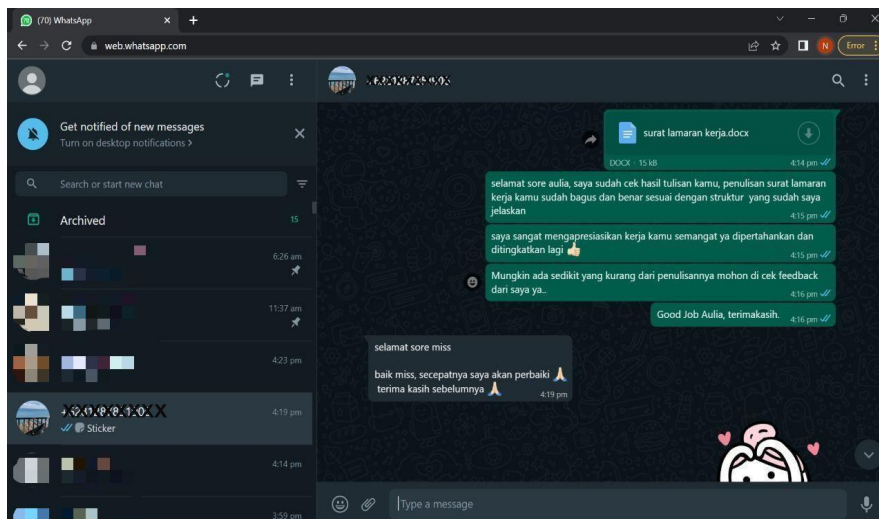 (70) WhatsApp
web.whatsapp.com
N
Error
Get notified of new messages
Turn on desktop notifications >
Search or start new chat
Archived
15
6:26 am
11:37 am
4:23 pm
4:19 pm
Sticker
4:14 pm
3:59 pm
surat lamaran kerja.docx
DOCX · 15 kB
4:14 pm
selamat sore aulia, saya sudah cek hasil tulisan kamu, penulisan surat lamaran
kerja kamu sudah bagus dan benar sesuai dengan struktur yang sudah saya
jelaskan
4:15 pm
saya sangat mengapresiasikan kerja kamu semangat ya dipertahankan dan
ditingkatkan lagi 👍🏻
4:15 pm
Mungkin ada sedikit yang kurang dari penulisannya mohon di cek feedback
dari saya ya..
4:16 pm
Good Job Aulia, terimakasih.
4:16 pm
selamat sore miss
baik miss, secepatnya saya akan perbaiki 🙏🏻
terima kasih sebelumnya 🙏🏻
4:19 pm
Type a message